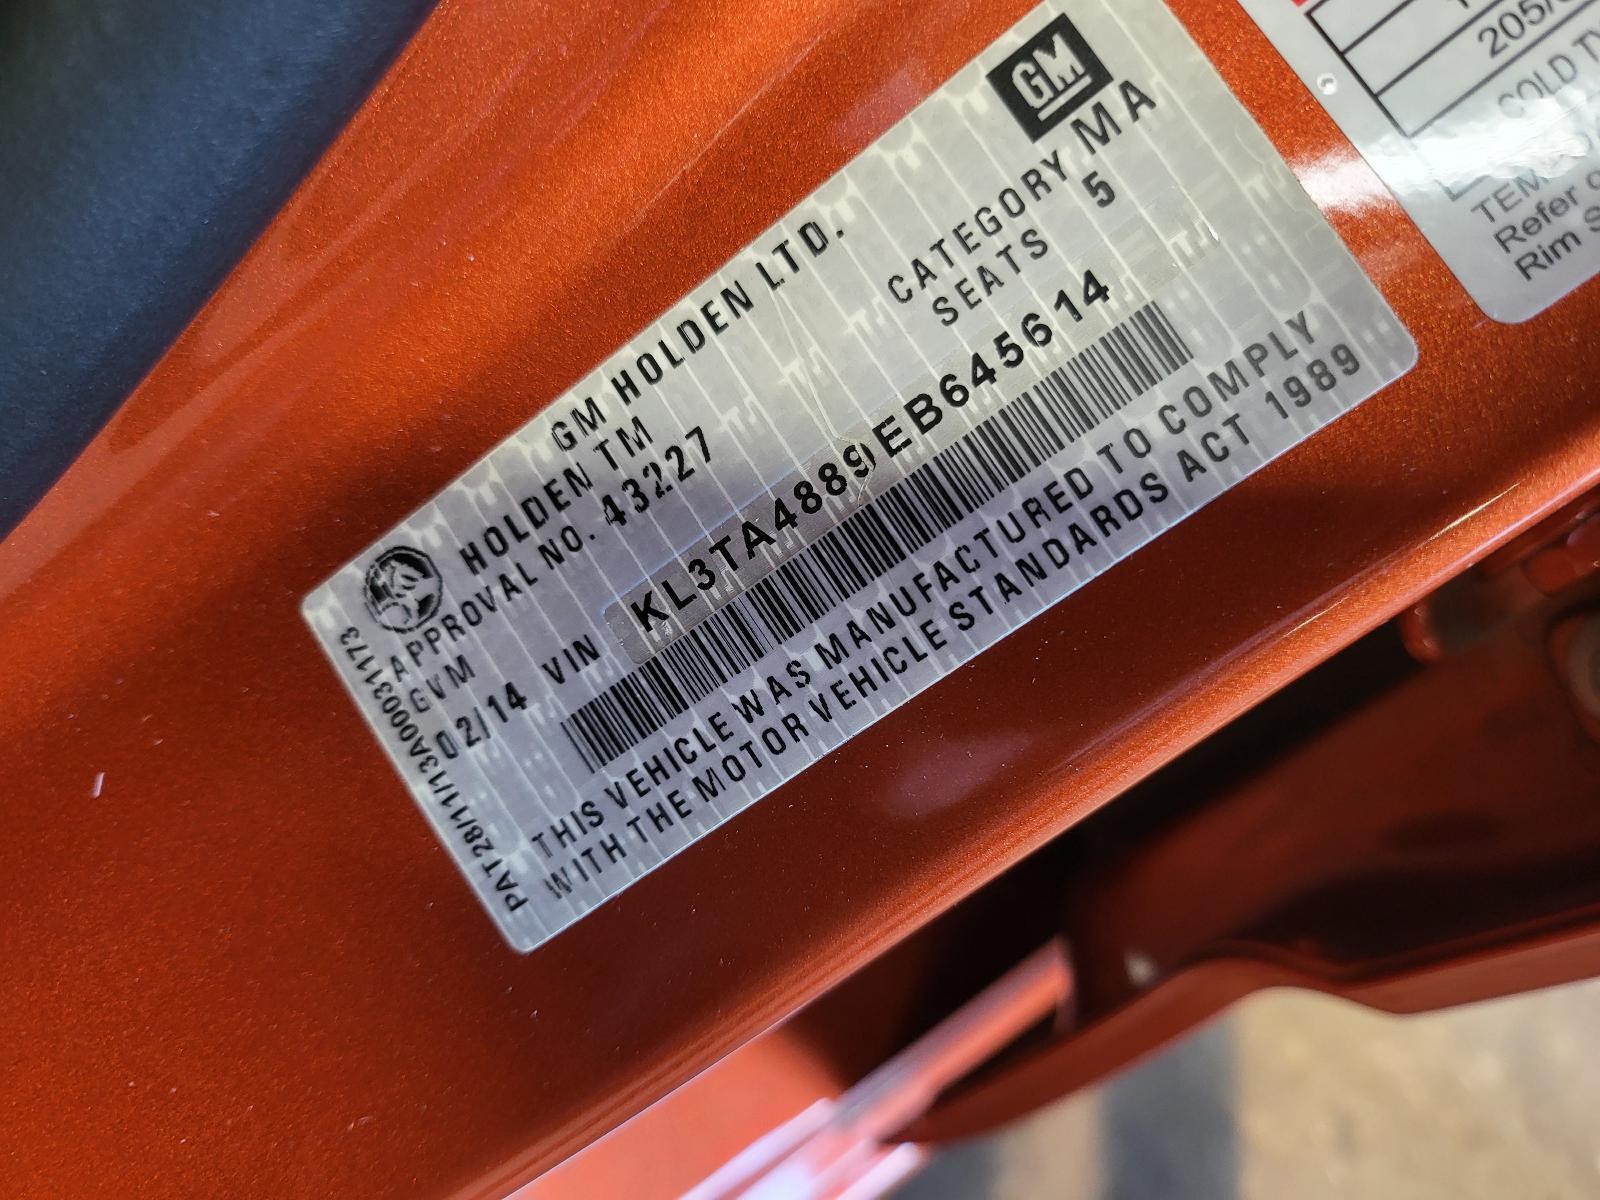 GM
GM HOLDEN LTD.
HOLDEN TM
CATEGORY MA
APPROVAL NO. 43227
SEATS 5
GVM
02/14 VIN KL3TA4889EB645614
THIS VEHICLE WAS MANUFACTURED TO COMPLY
WITH THE MOTOR VEHICLE STANDARDS ACT 1989
PAT 28/11/13A00031173
205/
COLD
Refer
Rim